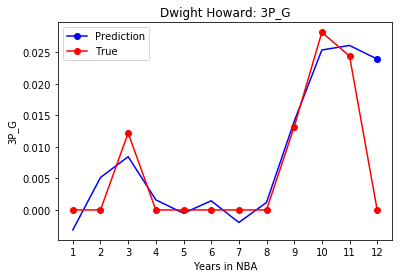 Dwight Howard: 3P_G
Prediction
True
3P_G
0.025
0.020
0.015
0.010
0.005
0.000
1 2 3 4 5 6 7 8 9 10 11 12
Years in NBA